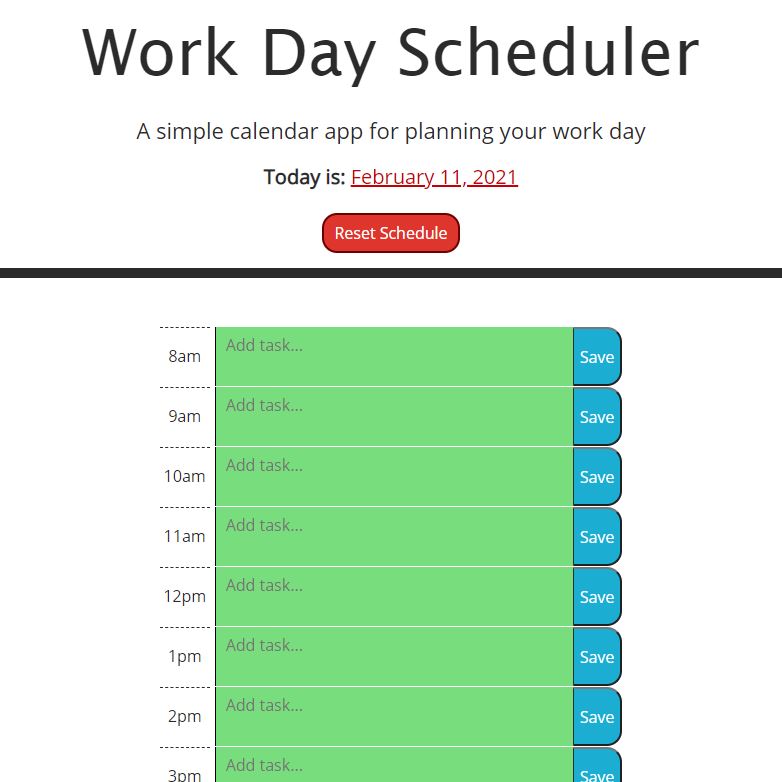 Work Day Scheduler
A simple calendar app for planning your work day
Today is: February 11, 2021
Reset Schedule
8am Add task... Save
9am Add task... Save
10am Add task... Save
11am Add task... Save
12pm Add task... Save
1pm Add task... Save
2pm Add task... Save
3pm Add task... Save